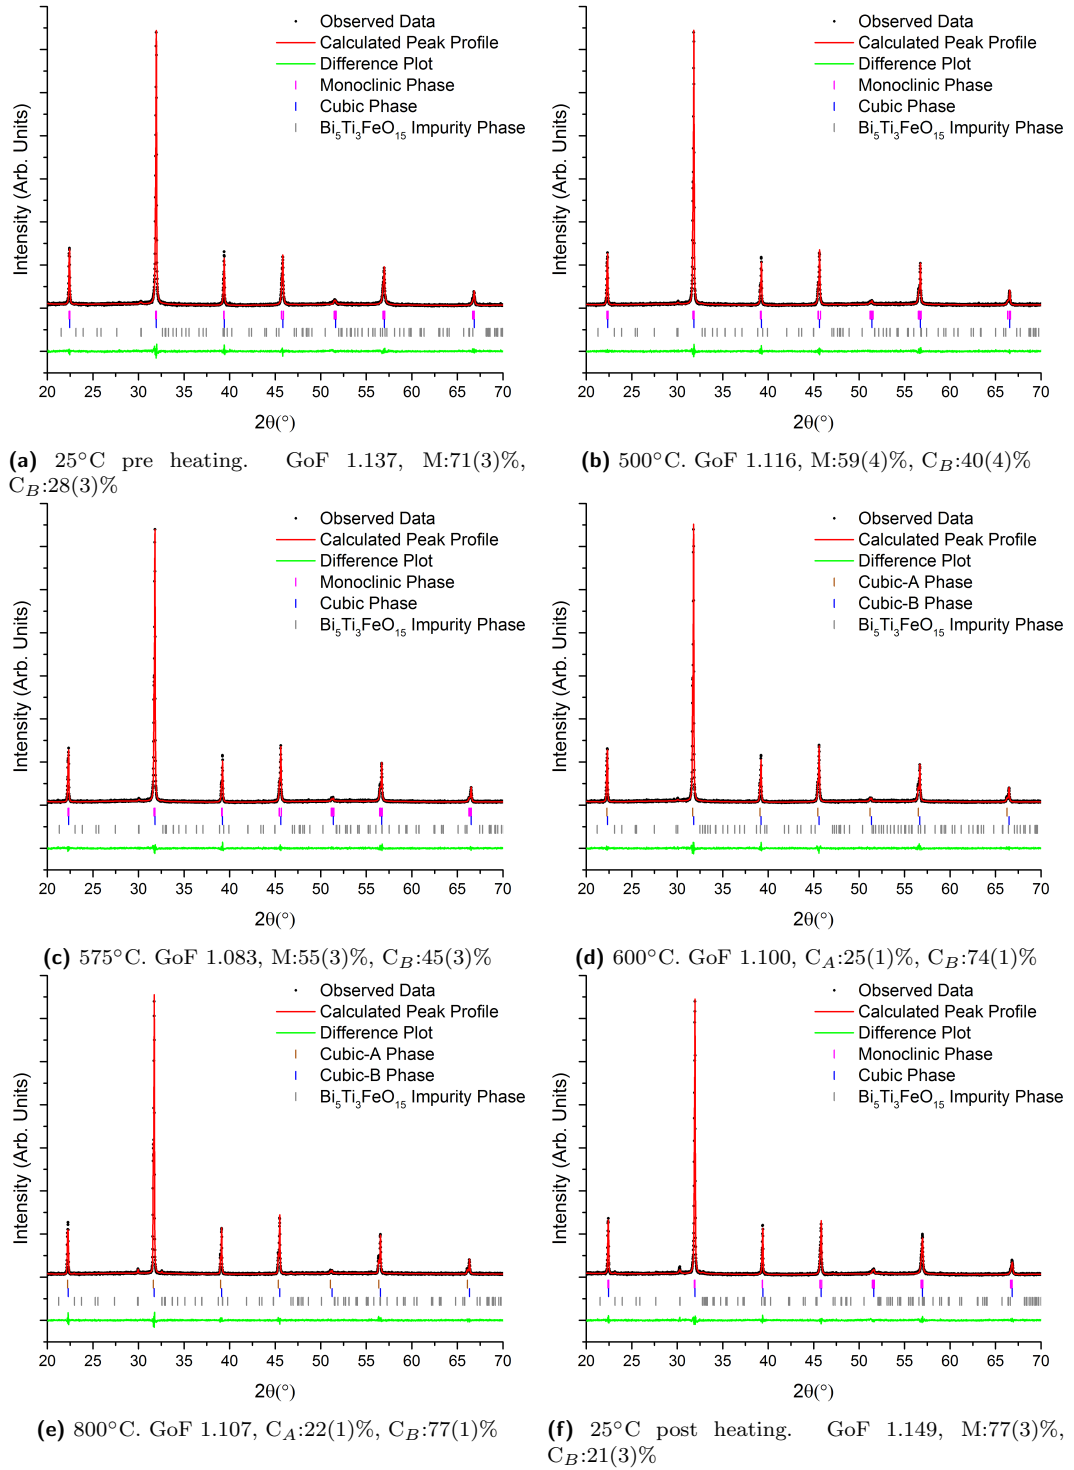 Observed Data
Calculated Peak Profile
Difference Plot
Monoclinic Phase
Cubic Phase
Bi₅Ti₃FeO₁₅ Impurity Phase
Intensity (Arb. Units)
20 25 30 35 40 45 50 55 60 65 70
2θ(°)
(a) 25°C pre heating. GoF 1.137, M:71(3)%,
C_B:28(3)%
Observed Data
Calculated Peak Profile
Difference Plot
Monoclinic Phase
Cubic Phase
Bi₅Ti₃FeO₁₅ Impurity Phase
Intensity (Arb. Units)
20 25 30 35 40 45 50 55 60 65 70
2θ(°)
(b) 500°C. GoF 1.116, M:59(4)%, C_B:40(4)%
Observed Data
Calculated Peak Profile
Difference Plot
Monoclinic Phase
Cubic Phase
Bi₅Ti₃FeO₁₅ Impurity Phase
Intensity (Arb. Units)
20 25 30 35 40 45 50 55 60 65 70
2θ(°)
(c) 575°C. GoF 1.083, M:55(3)%, C_B:45(3)%
Observed Data
Calculated Peak Profile
Difference Plot
Cubic-A Phase
Cubic-B Phase
Bi₅Ti₃FeO₁₅ Impurity Phase
Intensity (Arb. Units)
20 25 30 35 40 45 50 55 60 65 70
2θ(°)
(d) 600°C. GoF 1.100, C_A:25(1)%, C_B:74(1)%
Observed Data
Calculated Peak Profile
Difference Plot
Cubic-A Phase
Cubic-B Phase
Bi₅Ti₃FeO₁₅ Impurity Phase
Intensity (Arb. Units)
20 25 30 35 40 45 50 55 60 65 70
2θ(°)
(e) 800°C. GoF 1.107, C_A:22(1)%, C_B:77(1)%
Observed Data
Calculated Peak Profile
Difference Plot
Monoclinic Phase
Cubic Phase
Bi₅Ti₃FeO₁₅ Impurity Phase
Intensity (Arb. Units)
20 25 30 35 40 45 50 55 60 65 70
2θ(°)
(f) 25°C post heating. GoF 1.149, M:77(3)%,
C_B:21(3)%